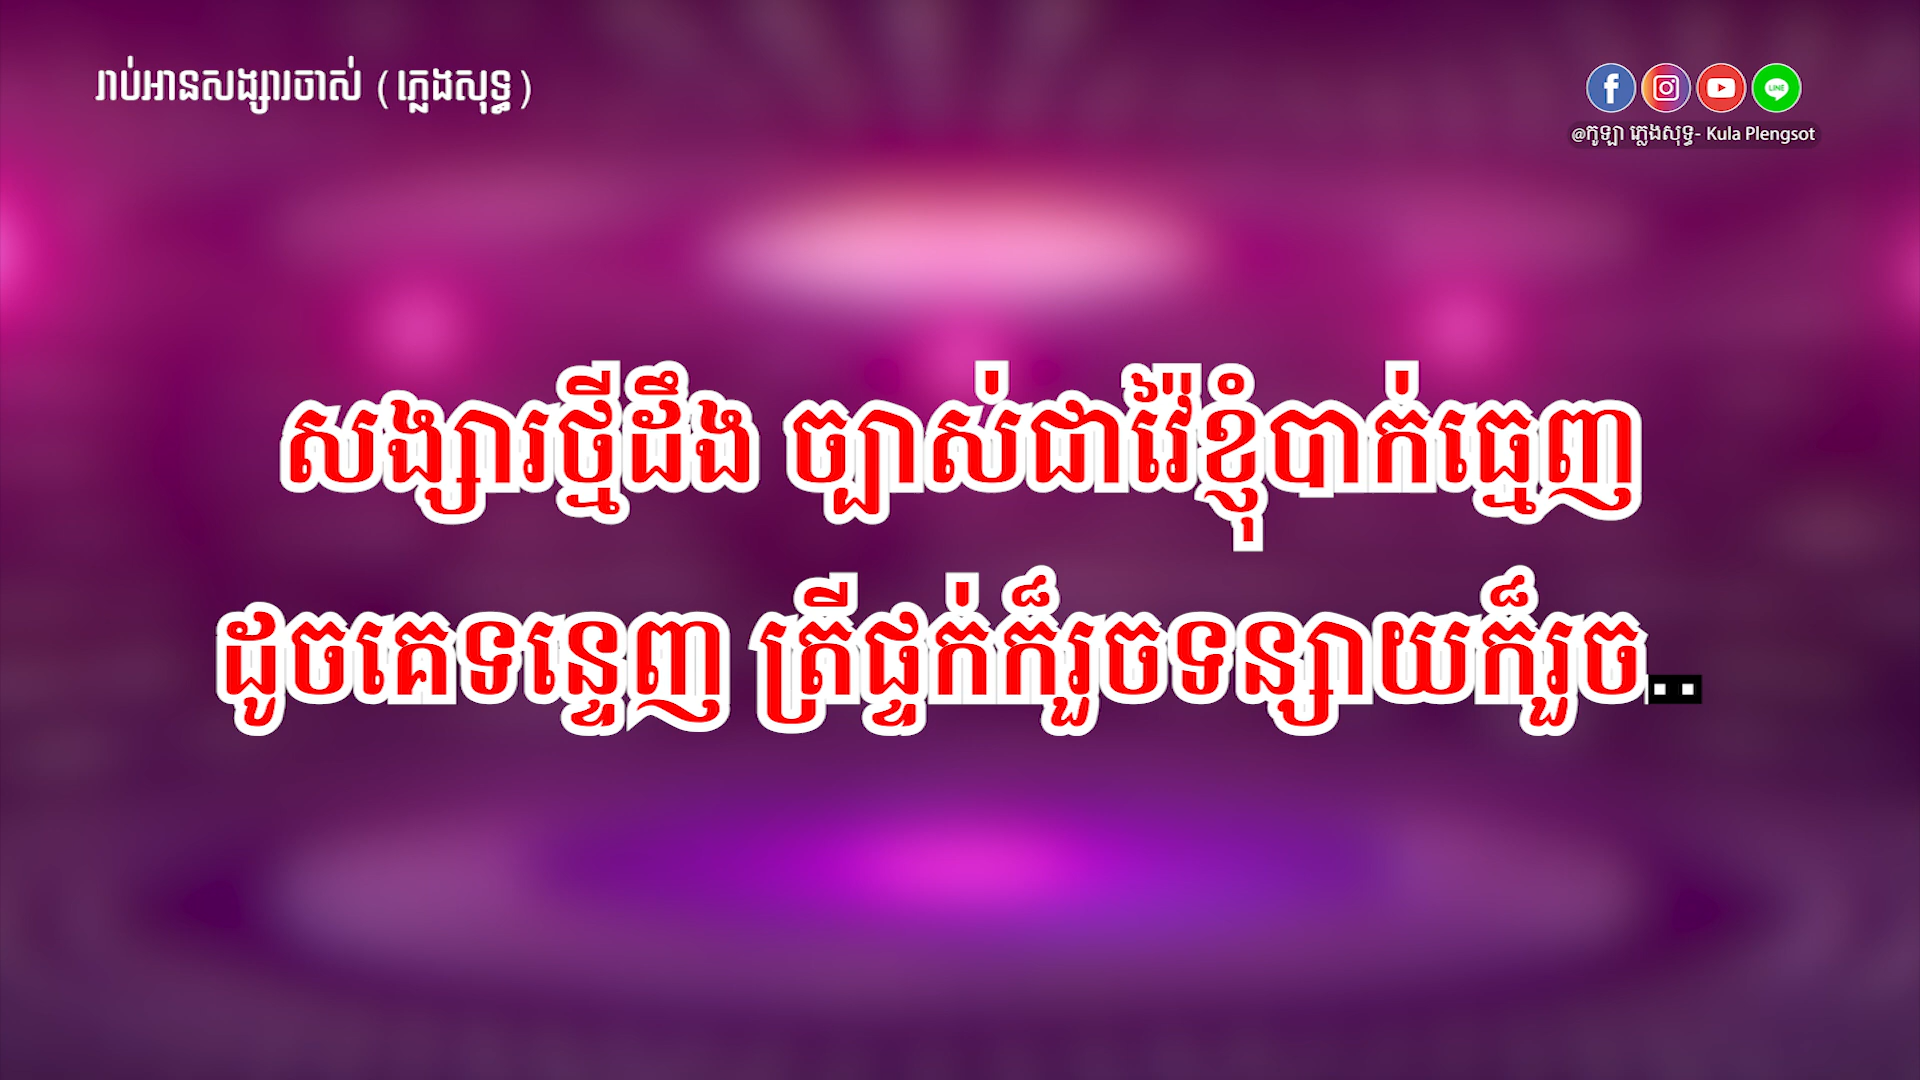 រាប់អានសង្សារចាស់ (ភ្លេងសុទ្ធ)
LINE
@កូឡា ភ្លេងសុទ្ធ- Kula Plengsot
សង្សារថ្មីដឹង ច្បាស់ជាវ៉ៃខ្ញុំបាក់ធ្មេញ
ដូចគេទន្ទេញ ត្រីផ្ទក់ក៏រួចទន្សាយក៏រួច..